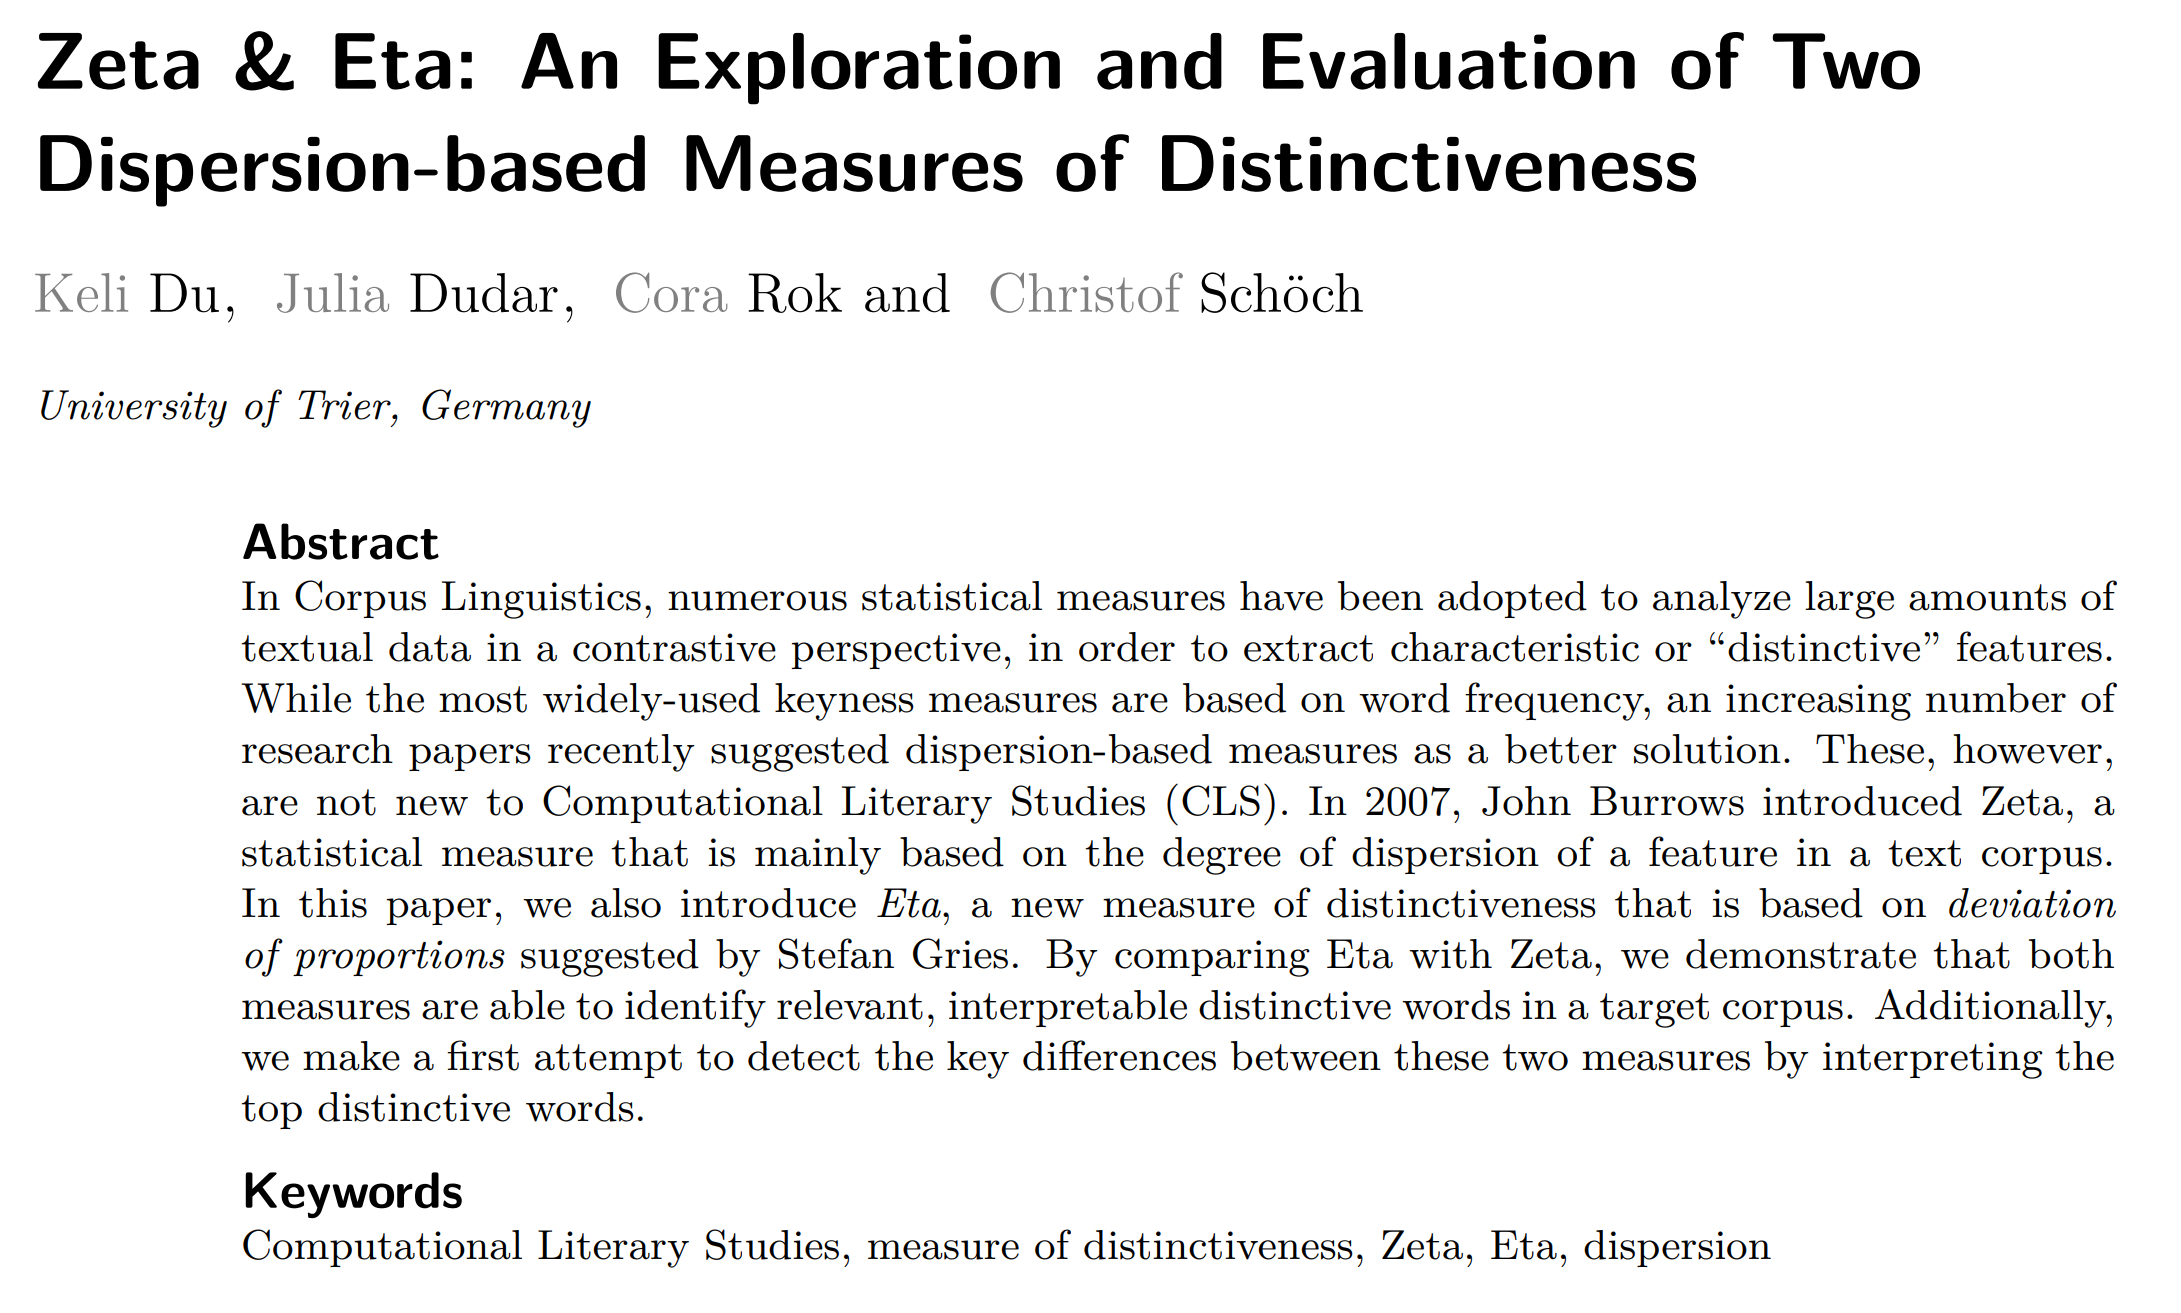 Zeta & Eta: An Exploration and Evaluation of Two
Dispersion-based Measures of Distinctiveness
Keli Du, Julia Dudar, Cora Rok and Christof Schöch
University of Trier, Germany
Abstract
In Corpus Linguistics, numerous statistical measures have been adopted to analyze large amounts of
textual data in a contrastive perspective, in order to extract characteristic or “distinctive” features.
While the most widely-used keyness measures are based on word frequency, an increasing number of
research papers recently suggested dispersion-based measures as a better solution. These, however,
are not new to Computational Literary Studies (CLS). In 2007, John Burrows introduced Zeta, a
statistical measure that is mainly based on the degree of dispersion of a feature in a text corpus.
In this paper, we also introduce Eta, a new measure of distinctiveness that is based on deviation
of proportions suggested by Stefan Gries. By comparing Eta with Zeta, we demonstrate that both
measures are able to identify relevant, interpretable distinctive words in a target corpus. Additionally,
we make a first attempt to detect the key differences between these two measures by interpreting the
top distinctive words.
Keywords
Computational Literary Studies, measure of distinctiveness, Zeta, Eta, dispersion